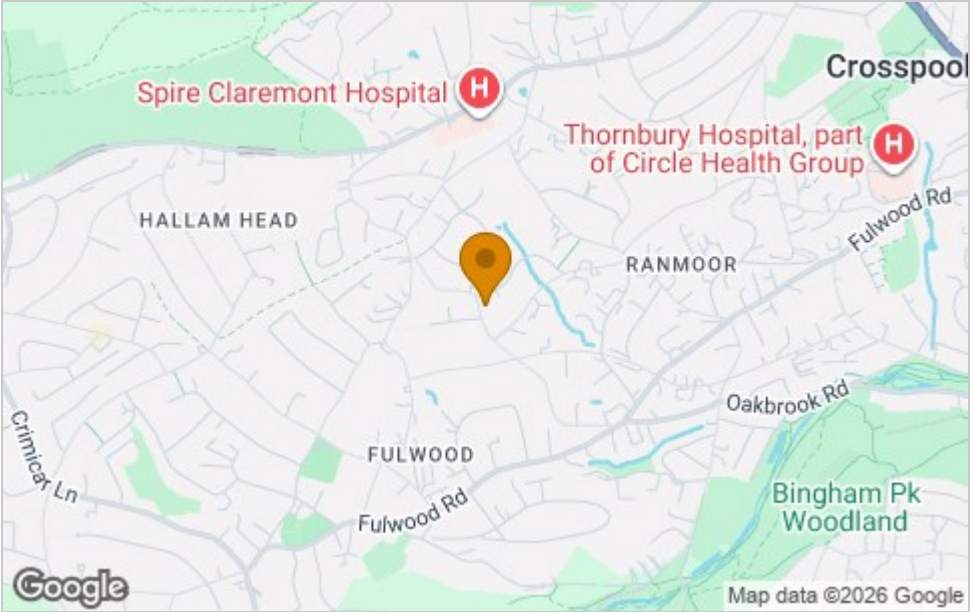 Crosspool
Spire Claremont Hospital
H
Thornbury Hospital, part
of Circle Health Group
H
Fulwood Rd
HALLAM HEAD
RANMOOR
Oakbrook Rd
Crimicar Ln
FULWOOD
Fulwood Rd
Bingham Pk
Woodland
Google
Map data ©2026 Google